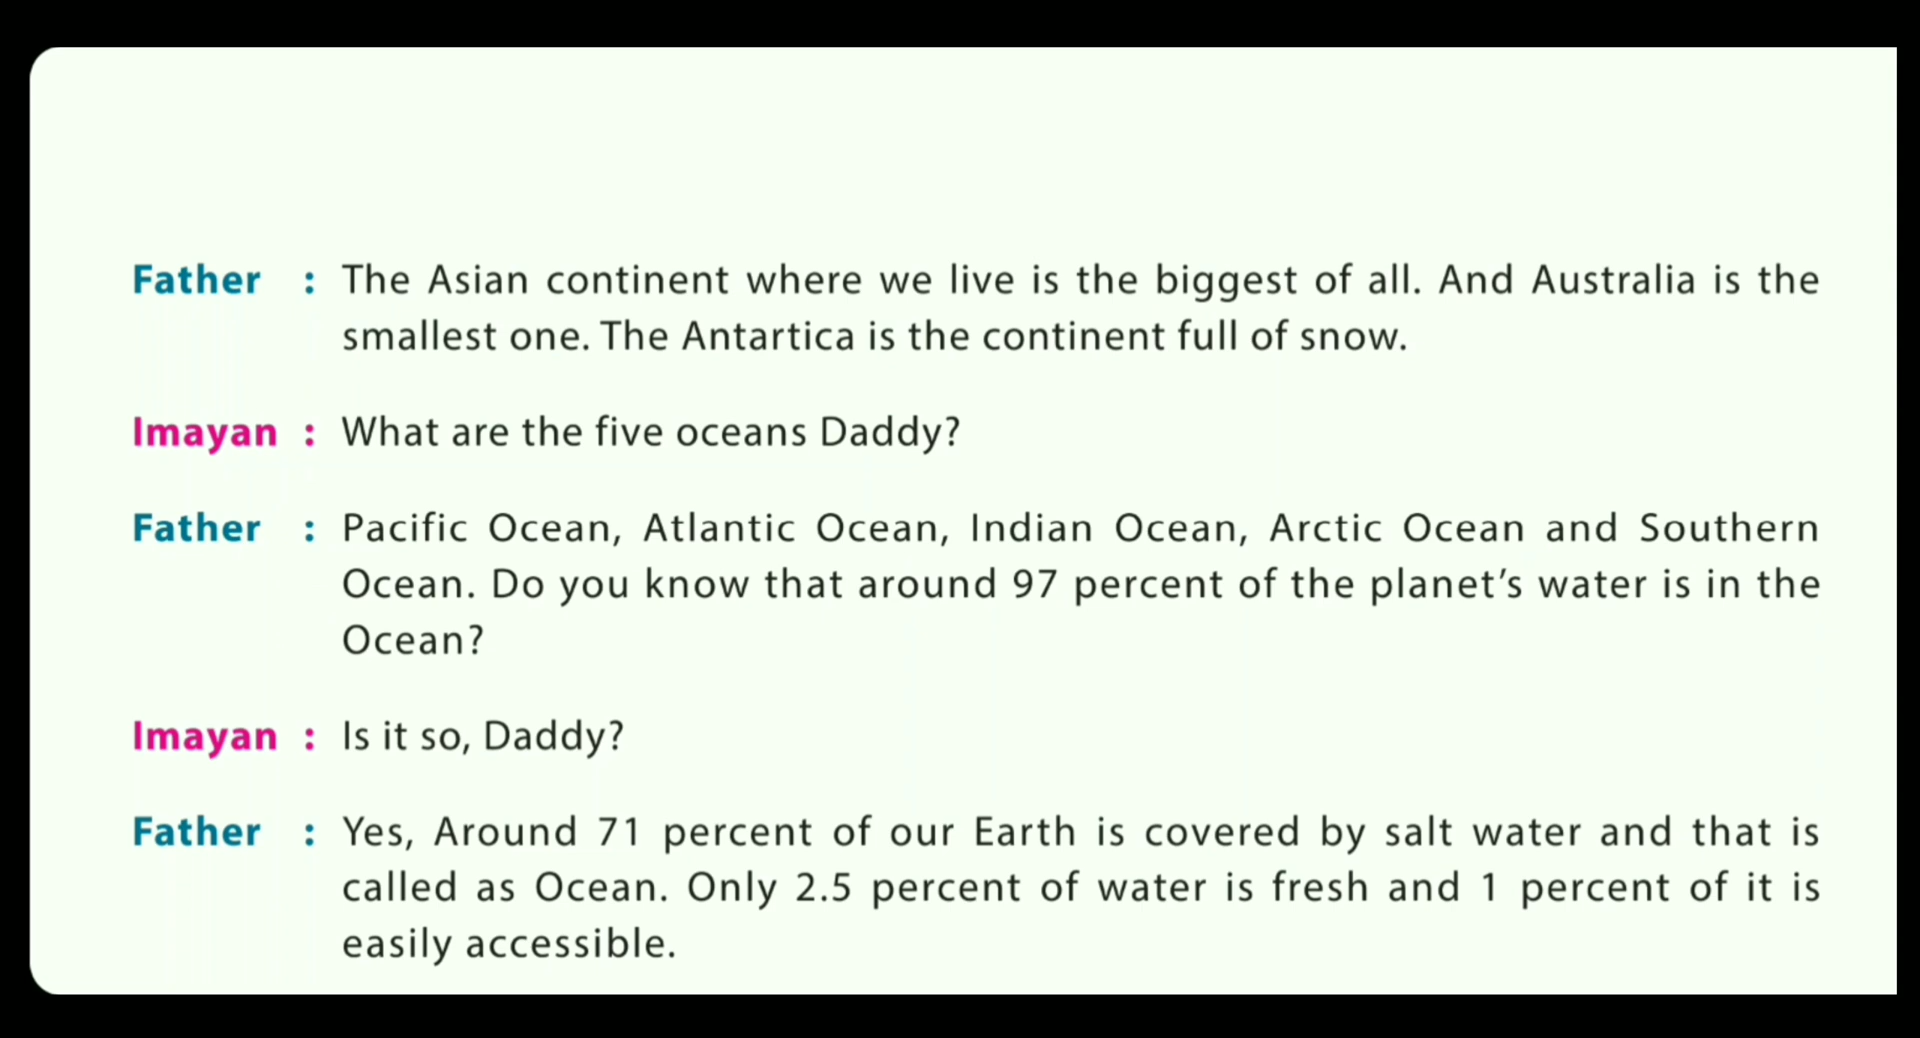 Father : The Asian continent where we live is the biggest of all. And Australia is the
smallest one. The Antartica is the continent full of snow.
Imayan : What are the five oceans Daddy?
Father : Pacific Ocean, Atlantic Ocean, Indian Ocean, Arctic Ocean and Southern
Ocean. Do you know that around 97 percent of the planet’s water is in the
Ocean?
Imayan : Is it so, Daddy?
Father : Yes, Around 71 percent of our Earth is covered by salt water and that is
called as Ocean. Only 2.5 percent of water is fresh and 1 percent of it is
easily accessible.